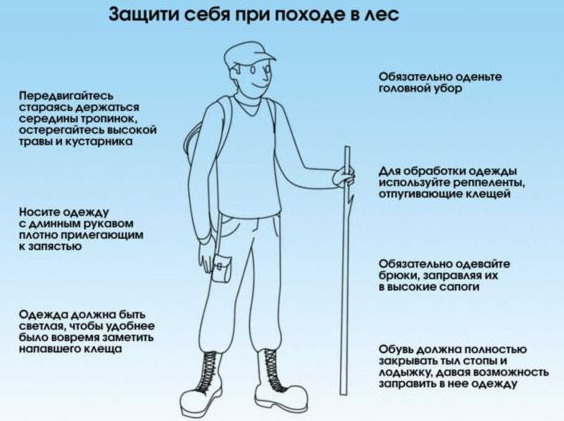 Защити себя при походе в лес
Передвигайтесь
стараясь держаться
середины тропинок,
остерегайтесь высокой
травы и кустарника
Носите одежду
с длинным рукавом
плотно прилегающим
к запястью
Одежда должна быть
светлая, чтобы удобнее
было вовремя заметить
напавшего клеща
Обязательно оденьте
головной убор
Для обработки одежды
используйте реппеленты,
отпугивающие клещей
Обязательно одевайте
брюки, заправляя их
в высокие сапоги
Обувь должна полностью
закрывать тыл стопы и
лодыжку, давая возможность
заправить в нее одежду